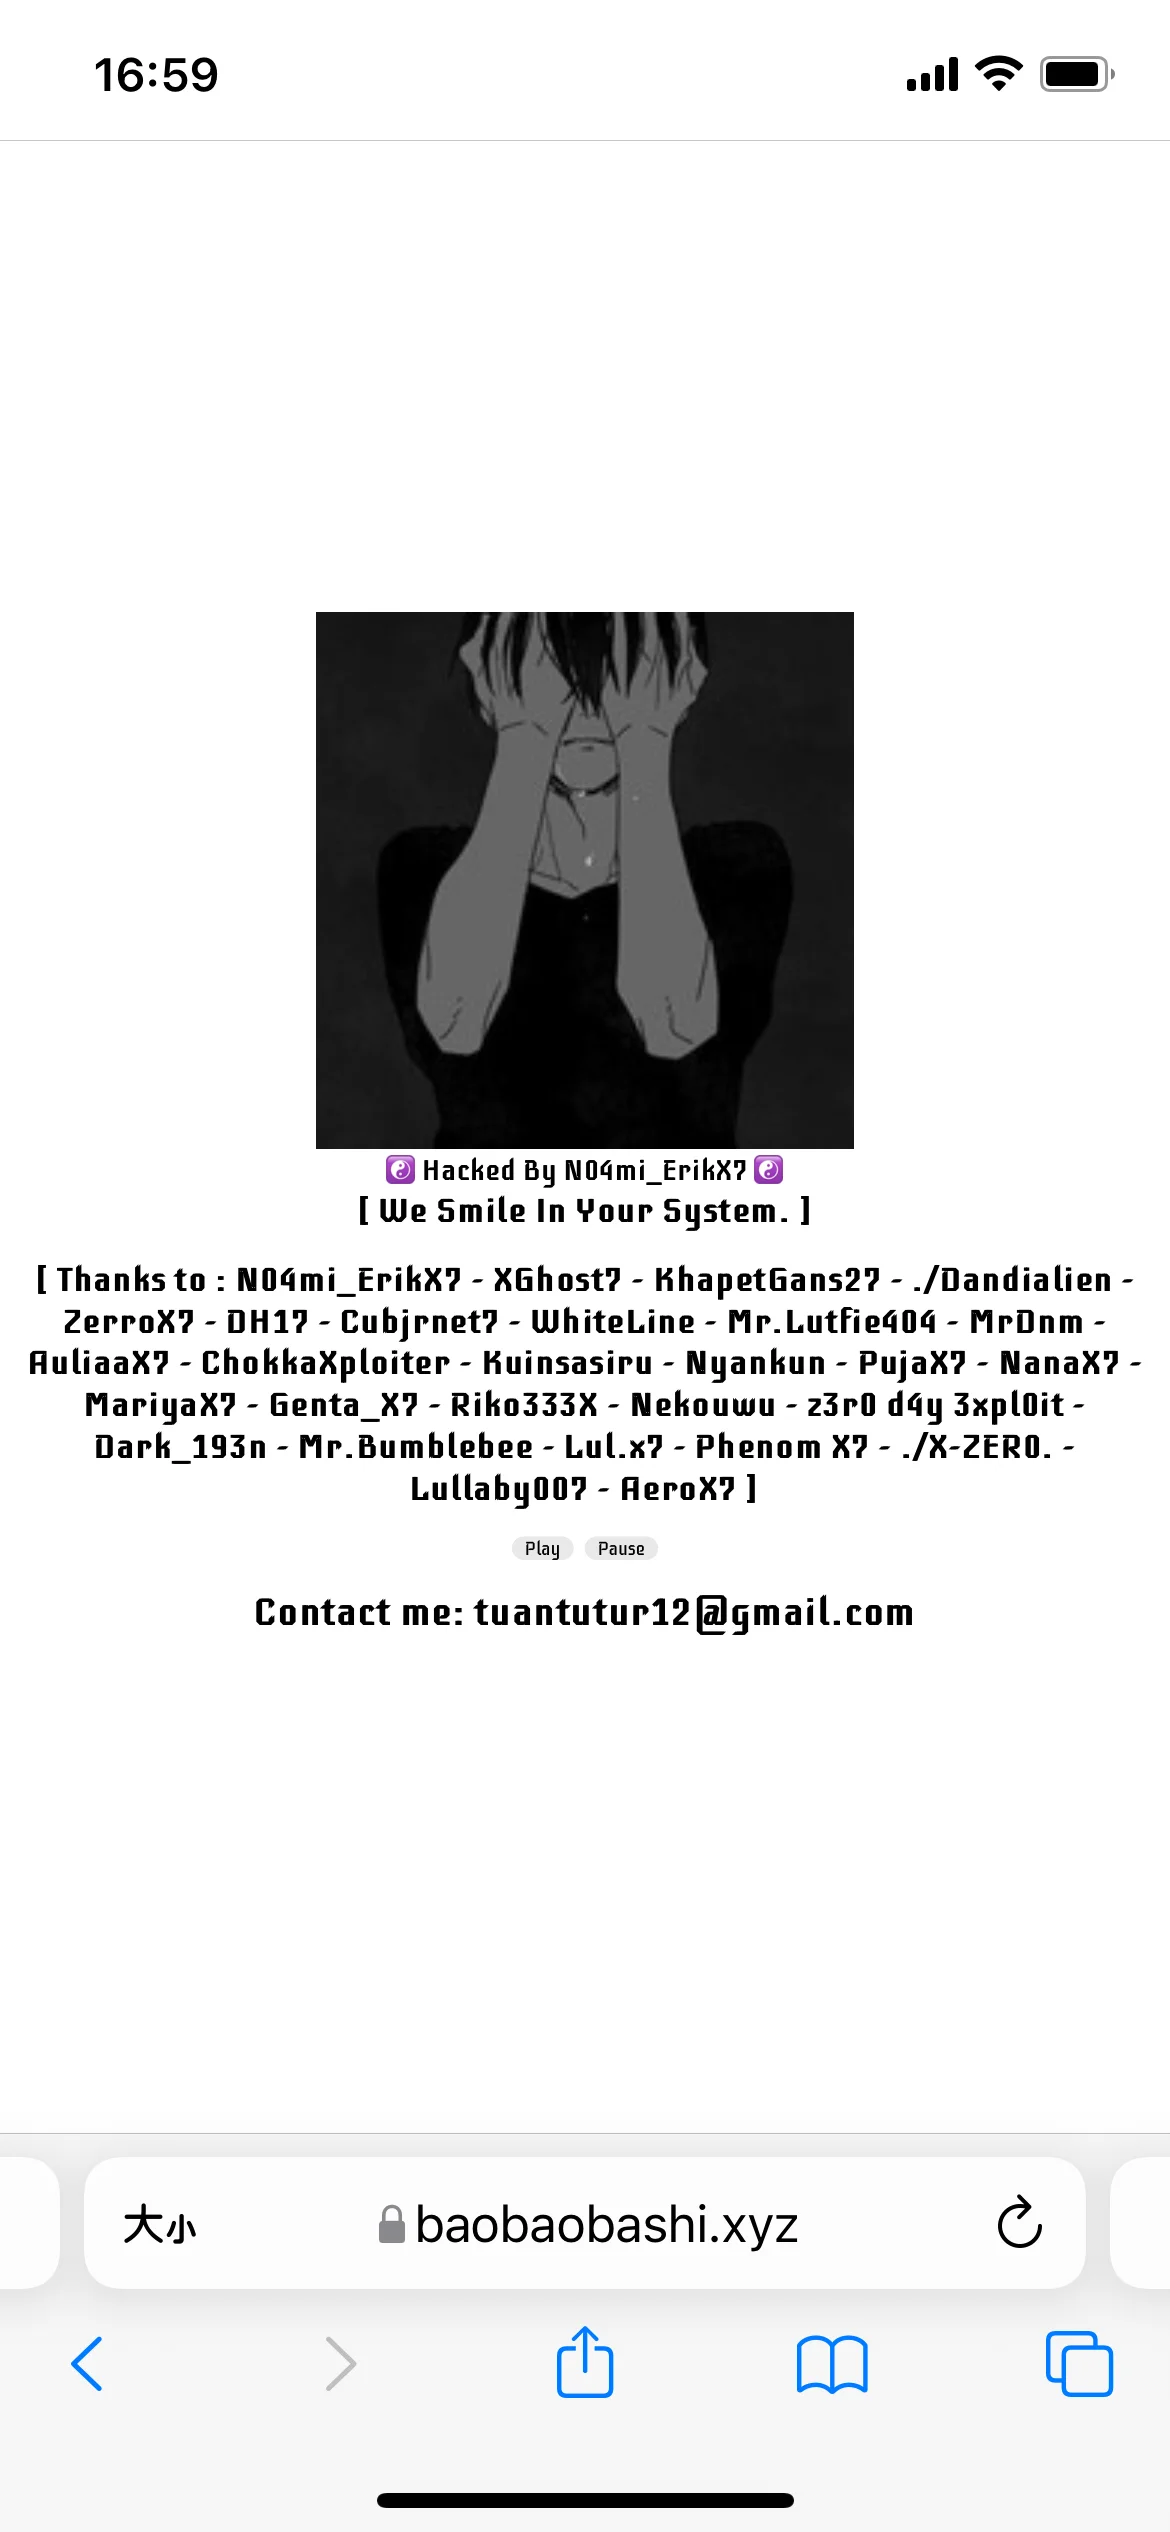 16:59
☯️ Hacked By N04mi_ErikX7 ☯️
[ We Smile In Your System. ]
[ Thanks to : N04mi_ErikX7 - XGhost7 - KhapetGans27 - ./Dandialien -
ZerroX7 - DH17 - Cubjrnet7 - WhiteLine - Mr.Lutfie404 - MrDnm -
AuliaaX7 - ChokkaXploiter - Kuinsasiru - Nyankun - PujaX7 - NanaX7 -
MariyaX7 - Genta_X7 - Riko333X - Nekouwu - z3r0 d4y 3xpl0it -
Dark_193n - Mr.Bumblebee - Lul.x7 - Phenom X7 - ./X-ZER0. -
Lullaby007 - AeroX7 ]
Play Pause
Contact me: tuantutur12@gmail.com
大小 baobaobashi.xyz